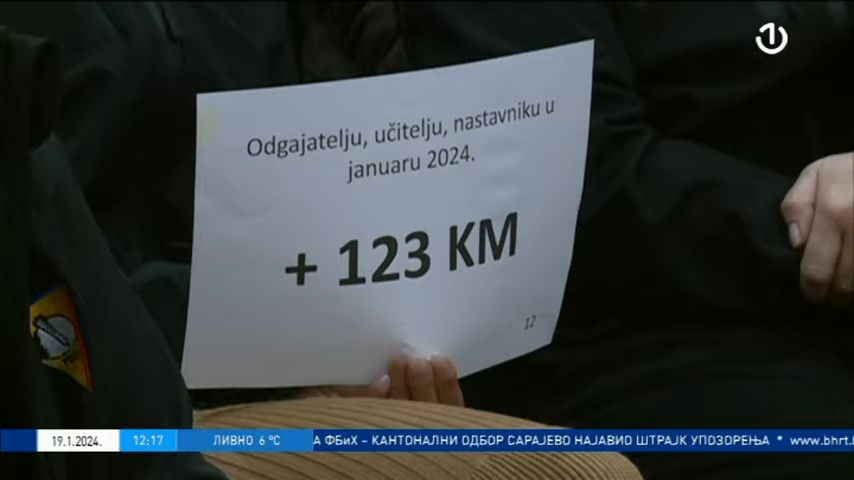 Odgajatelju, učitelju, nastavniku u
januaru 2024.
+ 123 KM
12
19.1.2024. 12:17 ЛИВНО 6 °C А ФБиХ – КАНТОНАЛНИ ОДБОР САРАЈЕВО НАЈАВИО ШТРАЈК УПОЗОРЕЊА * www.bhrt.